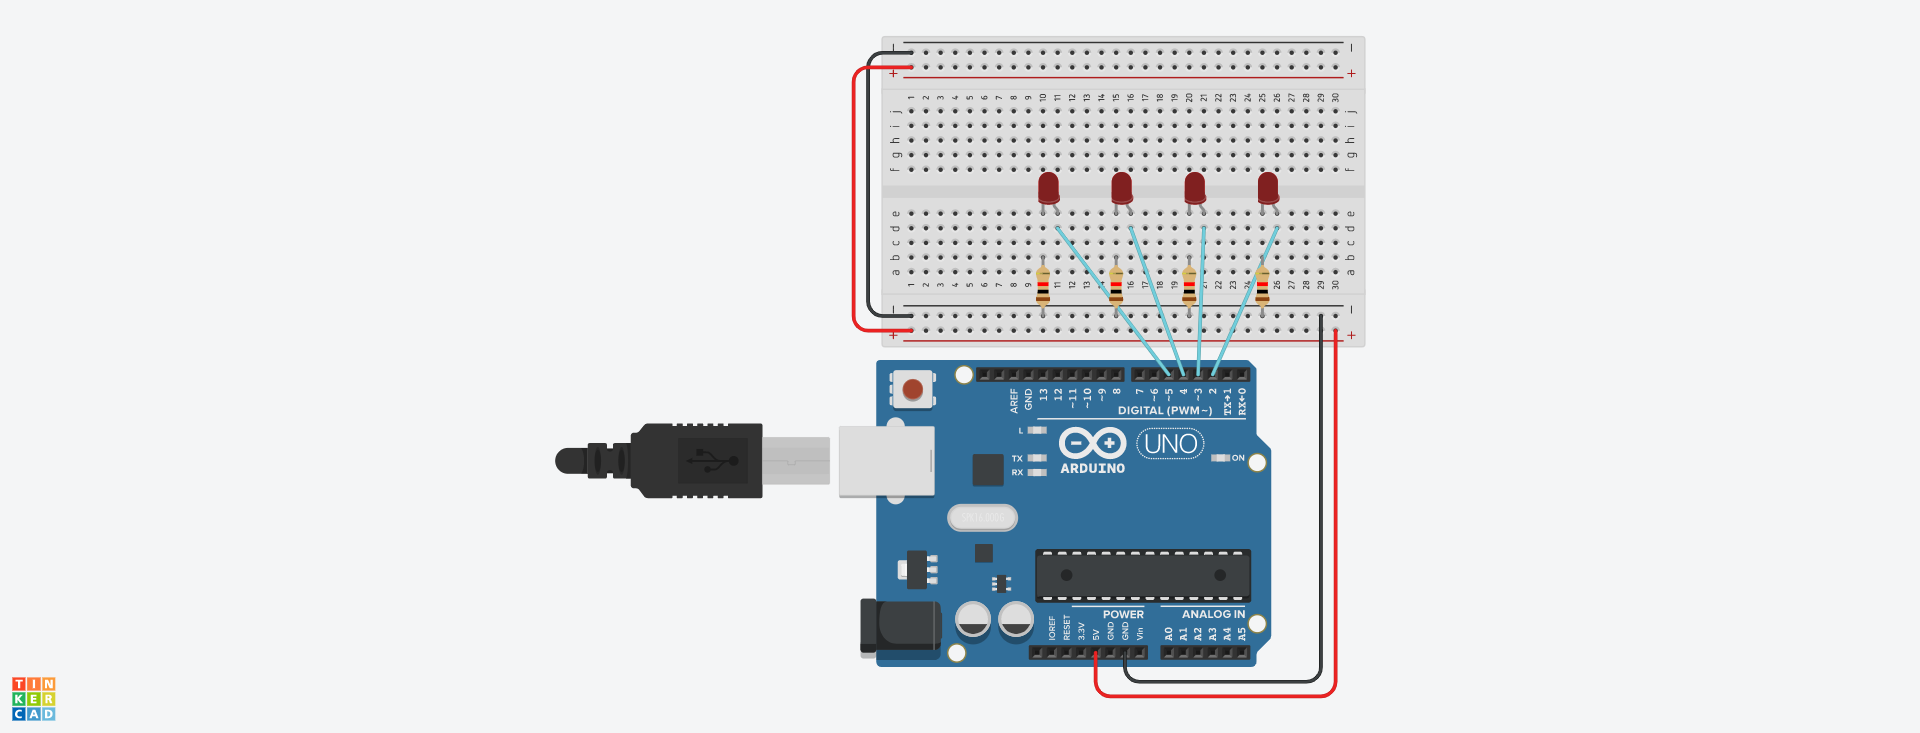 − −
+ +
1 2 3 4 5 6 7 8 9 10 11 12 13 14 15 16 17 18 19 20 21 22 23 24 25 26 27 28 29 30
j j
i i
h h
g g
f f
e e
d d
c c
b b
a a
1 2 3 4 5 6 7 8 9 10 11 12 13 14 15 16 17 18 19 20 21 22 23 24 25 26 27 28 29 30
− −
+ +
AREF GND 13 12 ~11 ~10 ~9 8 7 ~6 ~5 4 ~3 2 TX→1 RX←0
DIGITAL (PWM~)
L
TX
RX
ARDUINO
UNO
ON
POWER ANALOG IN
IOREF RESET 3.3V 5V GND GND Vin A0 A1 A2 A3 A4 A5
TIN
KER
CAD